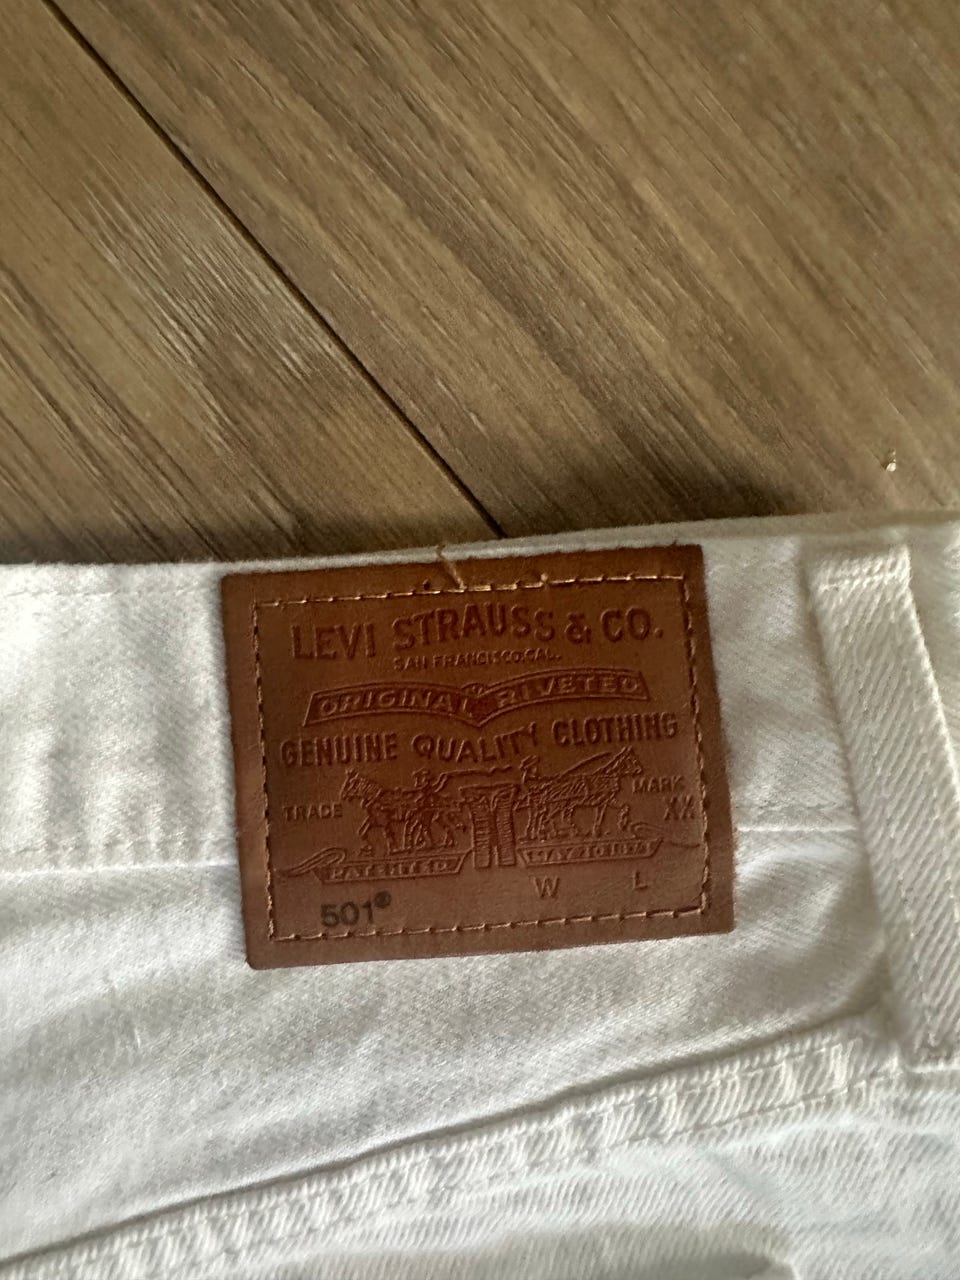 LEVI STRAUSS & CO.
SAN FRANCISCO, CAL.
ORIGINAL RIVETED
GENUINE QUALITY CLOTHING
TRADE MARK
XX
PATENTED MAY 20 1873
W L
501®